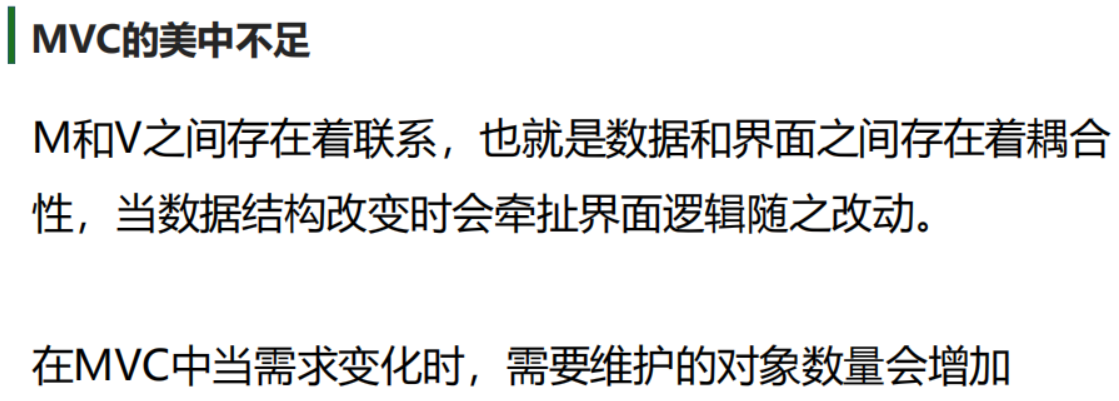 MVC的美中不足
M和V之间存在着联系，也就是数据和界面之间存在着耦合
性，当数据结构改变时会牵扯界面逻辑随之改动。
在MVC中当需求变化时，需要维护的对象数量会增加